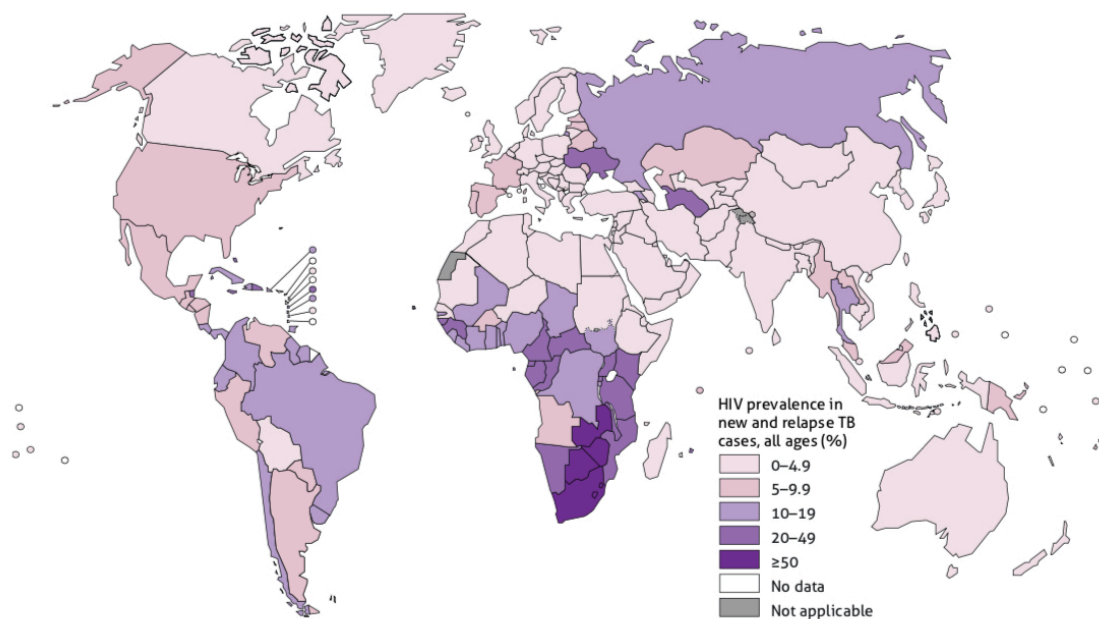 HIV prevalence in
new and relapse TB
cases, all ages (%)
0–4.9
5–9.9
10–19
20–49
≥50
No data
Not applicable